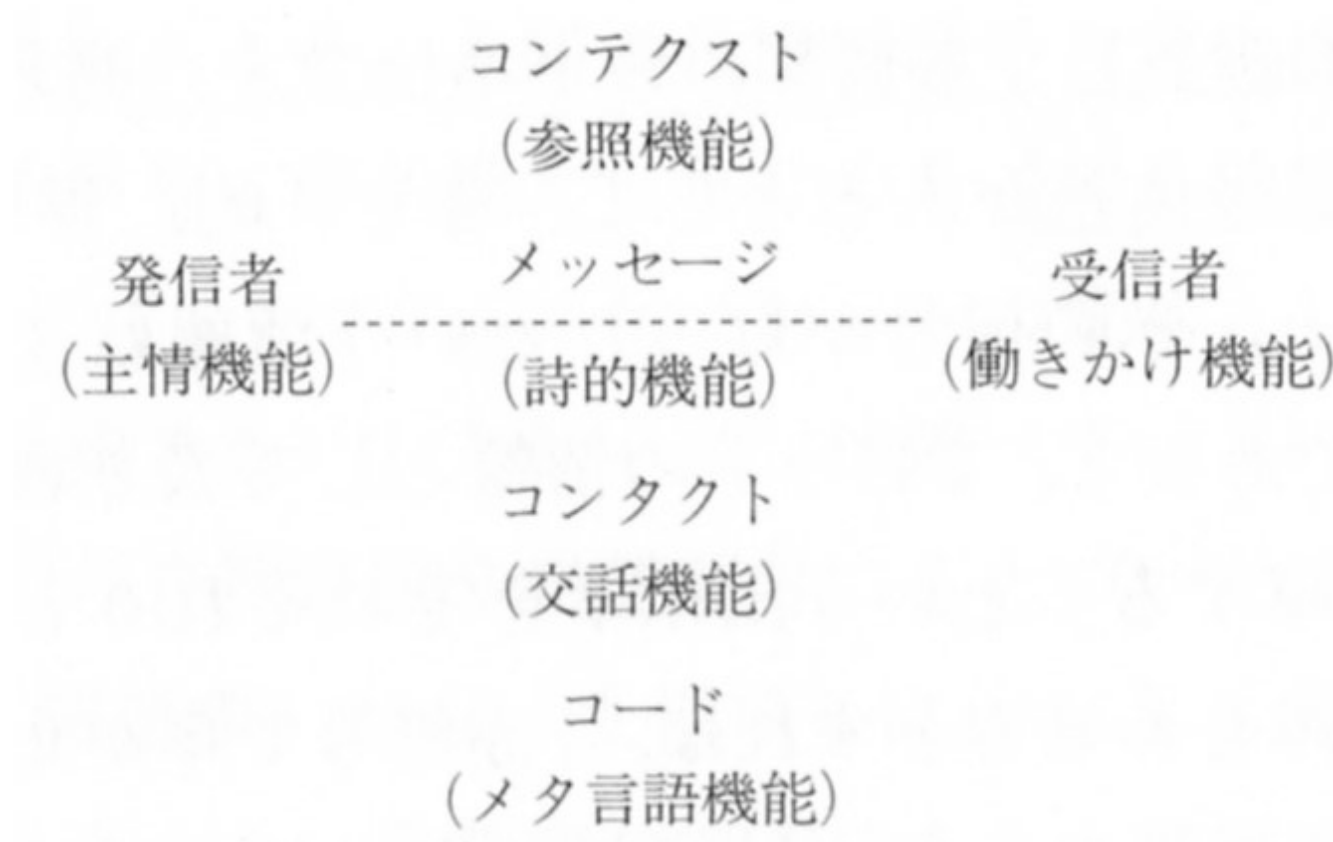 コンテクスト
(参照機能)
発信者
(主情機能)
メッセージ
(詩的機能)
受信者
(働きかけ機能)
コンタクト
(交話機能)
コード
(メタ言語機能)